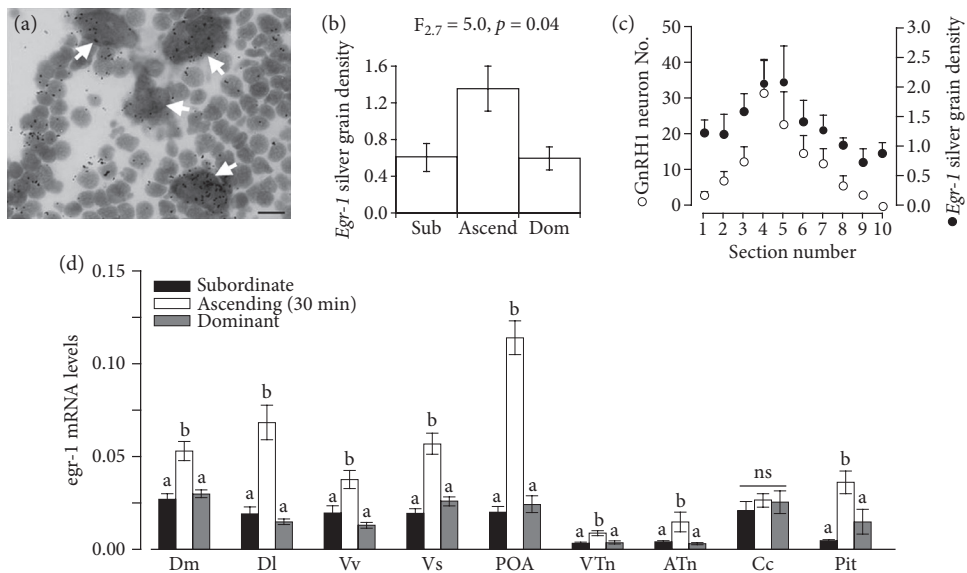 (a)
(b)
F2.7 = 5.0, p = 0.04
Egr-1 silver grain density
1.6
1.2
0.8
0.4
0.0
Sub Ascend Dom
(c)
GnRH1 neuron No.
50
40
30
20
10
0
3.0
2.5
2.0
1.5
1.0
0.5
0.0
Egr-1 silver grain density
1 2 3 4 5 6 7 8 9 10
Section number
(d)
egr-1 mRNA levels
0.15
0.10
0.05
0.00
Subordinate
Ascending (30 min)
Dominant
a b a
a b a
a b a
a b a
a b a
a b a
a b a
ns
a b a
Dm Dl Vv Vs POA VTn ATn Cc Pit